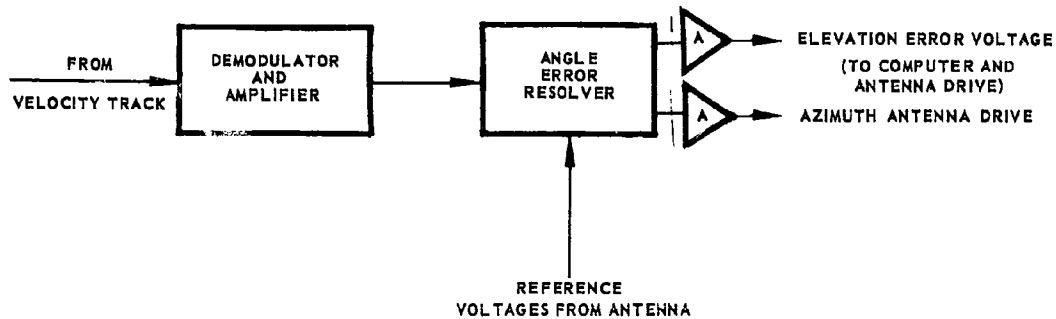 FROM
VELOCITY TRACK
DEMODULATOR
AND
AMPLIFIER
ANGLE
ERROR
RESOLVER
A
A
ELEVATION ERROR VOLTAGE
(TO COMPUTER AND
ANTENNA DRIVE)
AZIMUTH ANTENNA DRIVE
REFERENCE
VOLTAGES FROM ANTENNA